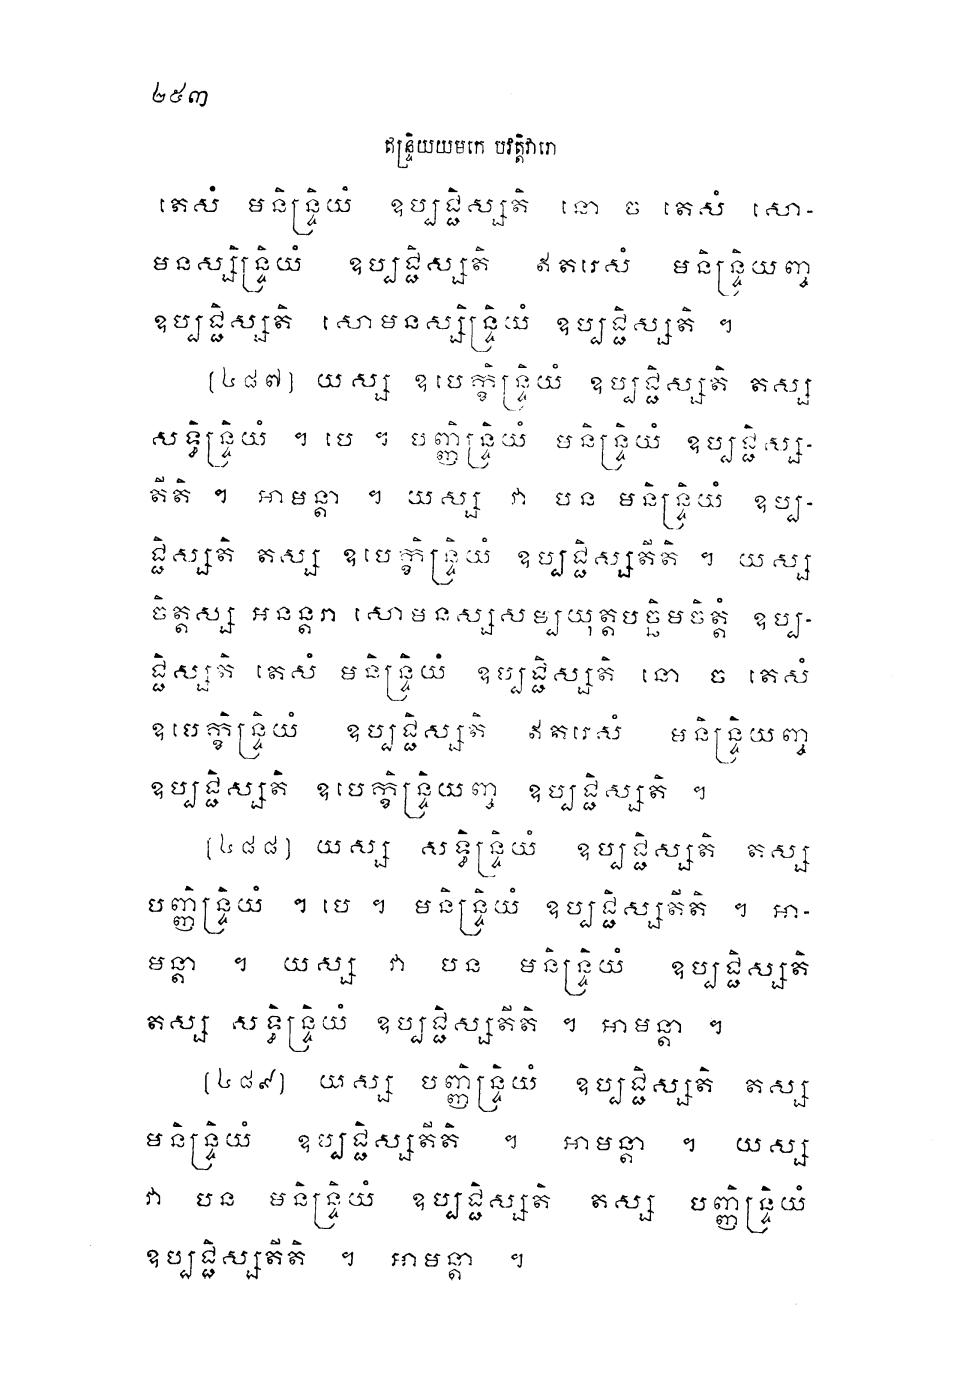 ២៥៣
ឥន្ទ្រិយយមកេ បវត្តិវារោ
តេសំ មនិន្ទ្រិយំ ឧប្បជ្ជិស្សតិ នោ ច តេសំ សោ-
មនស្សិន្ទ្រិយំ ឧប្បជ្ជិស្សតិ ឥតរេសំ មនិន្ទ្រិយញ្ច
ឧប្បជ្ជិស្សតិ សោមនស្សិន្ទ្រិយំ ឧប្បជ្ជិស្សតិ ។
(៤៨៧) យស្ស ឧបេក្ខិន្ទ្រិយំ ឧប្បជ្ជិស្សតិ តស្ស
សទ្ធិន្ទ្រិយំ ។ បេ ។ បញ្ញិន្ទ្រិយំ មនិន្ទ្រិយំ ឧប្បជ្ជិស្ស-
តីតិ ។ អាមន្តា ។ យស្ស វា បន មនិន្ទ្រិយំ ឧប្ប-
ជ្ជិស្សតិ តស្ស ឧបេក្ខិន្ទ្រិយំ ឧប្បជ្ជិស្សតីតិ ។ យស្ស
ចិត្តស្ស អនន្តរា សោមនស្សសម្បយុត្តបច្ឆិមចិត្តំ ឧប្ប-
ជ្ជិស្សតិ តេសំ មនិន្ទ្រិយំ ឧប្បជ្ជិស្សតិ នោ ច តេសំ
ឧបេក្ខិន្ទ្រិយំ ឧប្បជ្ជិស្សតិ ឥតរេសំ មនិន្ទ្រិយញ្ច
ឧប្បជ្ជិស្សតិ ឧបេក្ខិន្ទ្រិយញ្ច ឧប្បជ្ជិស្សតិ ។
(៤៨៨) យស្ស សទ្ធិន្ទ្រិយំ ឧប្បជ្ជិស្សតិ តស្ស
បញ្ញិន្ទ្រិយំ ។ បេ ។ មនិន្ទ្រិយំ ឧប្បជ្ជិស្សតីតិ ។ អា-
មន្តា ។ យស្ស វា បន មនិន្ទ្រិយំ ឧប្បជ្ជិស្សតិ
តស្ស សទ្ធិន្ទ្រិយំ ឧប្បជ្ជិស្សតីតិ ។ អាមន្តា ។
(៤៨៩) យស្ស បញ្ញិន្ទ្រិយំ ឧប្បជ្ជិស្សតិ តស្ស
មនិន្ទ្រិយំ ឧប្បជ្ជិស្សតីតិ ។ អាមន្តា ។ យស្ស
វា បន មនិន្ទ្រិយំ ឧប្បជ្ជិស្សតិ តស្ស បញ្ញិន្ទ្រិយំ
ឧប្បជ្ជិស្សតីតិ ។ អាមន្តា ។